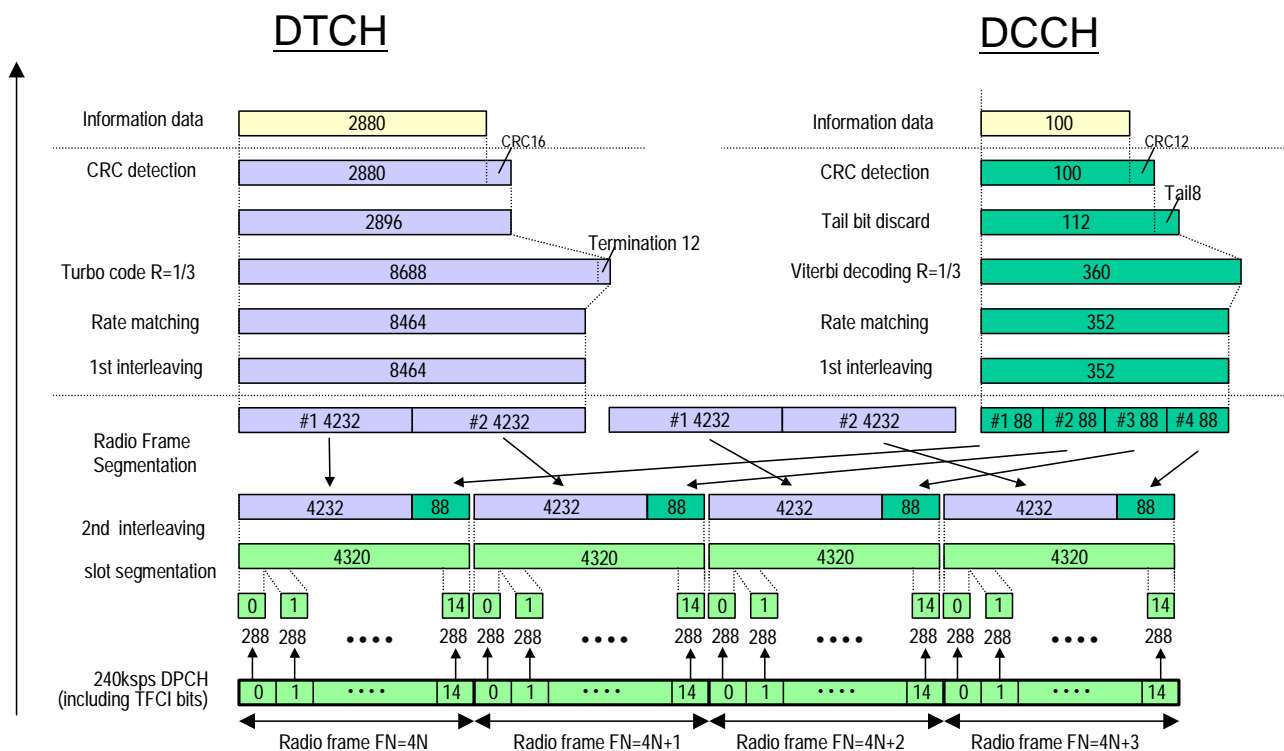 DTCH DCCH
Information data 2880 Information data 100
CRC16 CRC12
CRC detection 2880 CRC detection 100
Tail8
2896 Tail bit discard 112
Termination 12
Turbo code R=1/3 8688 Viterbi decoding R=1/3 360
Rate matching 8464 Rate matching 352
1st interleaving 8464 1st interleaving 352
#1 4232 #2 4232 #1 4232 #2 4232 #1 88 #2 88 #3 88 #4 88
Radio Frame
Segmentation
4232 88 4232 88 4232 88 4232 88
2nd interleaving
4320 4320 4320 4320
slot segmentation
0 1 14 0 1 14 0 1 14 0 1 14
288 288 •••• 288 288 288 •••• 288 288 288 •••• 288 288 288 •••• 288
240ksps DPCH
(including TFCI bits)
0 1 •••• 14 0 1 •••• 14 0 1 •••• 14 0 1 •••• 14
Radio frame FN=4N Radio frame FN=4N+1 Radio frame FN=4N+2 Radio frame FN=4N+3